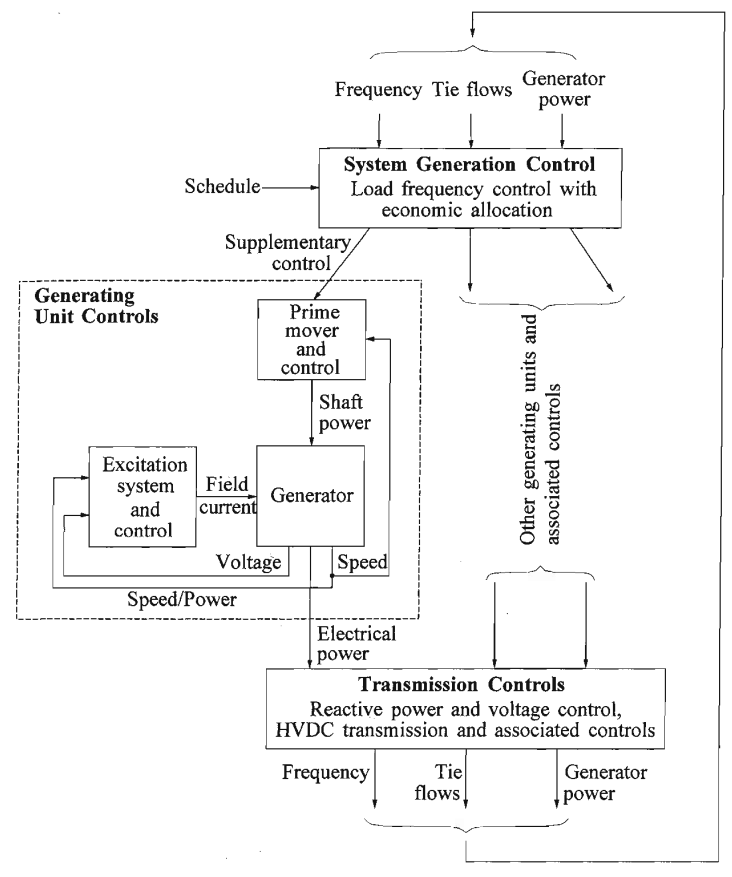 Frequency Tie flows
Generator
power
System Generation Control
Load frequency control with
economic allocation
Schedule
Supplementary
control
Generating
Unit Controls
Prime
mover
and
control
Shaft
power
Excitation
system
and
control
Field
current
Generator
Voltage
Speed
Speed/Power
Other generating units and
associated controls
Electrical
power
Transmission Controls
Reactive power and voltage control,
HVDC transmission and associated controls
Frequency
Tie
flows
Generator
power